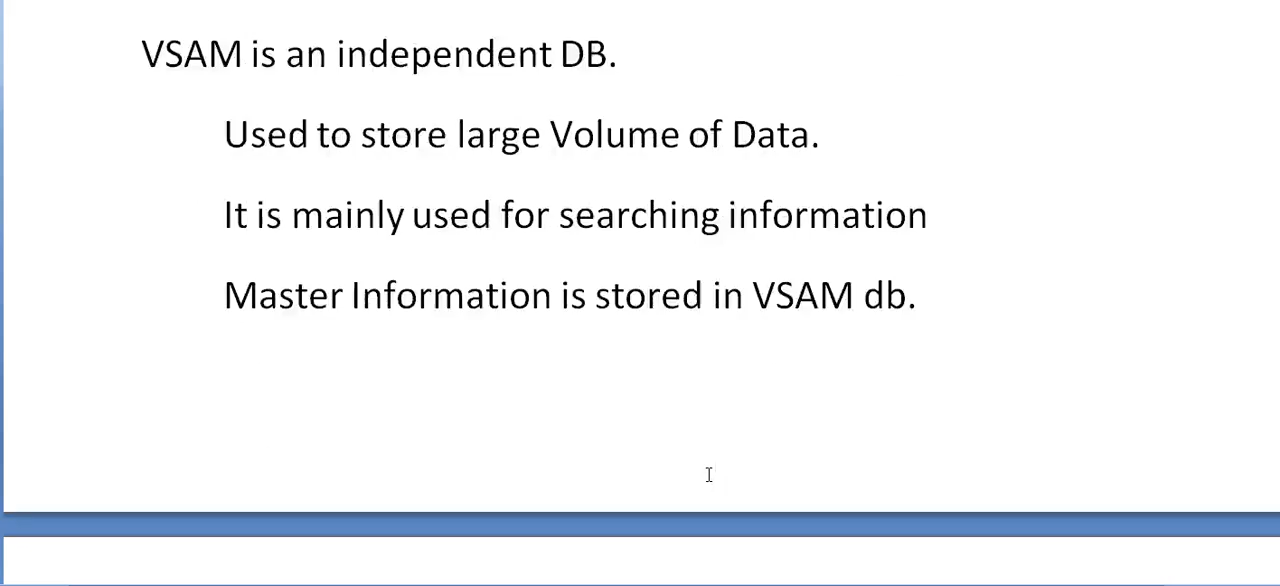 VSAM is an independent DB.
Used to store large Volume of Data.
It is mainly used for searching information
Master Information is stored in VSAM db.